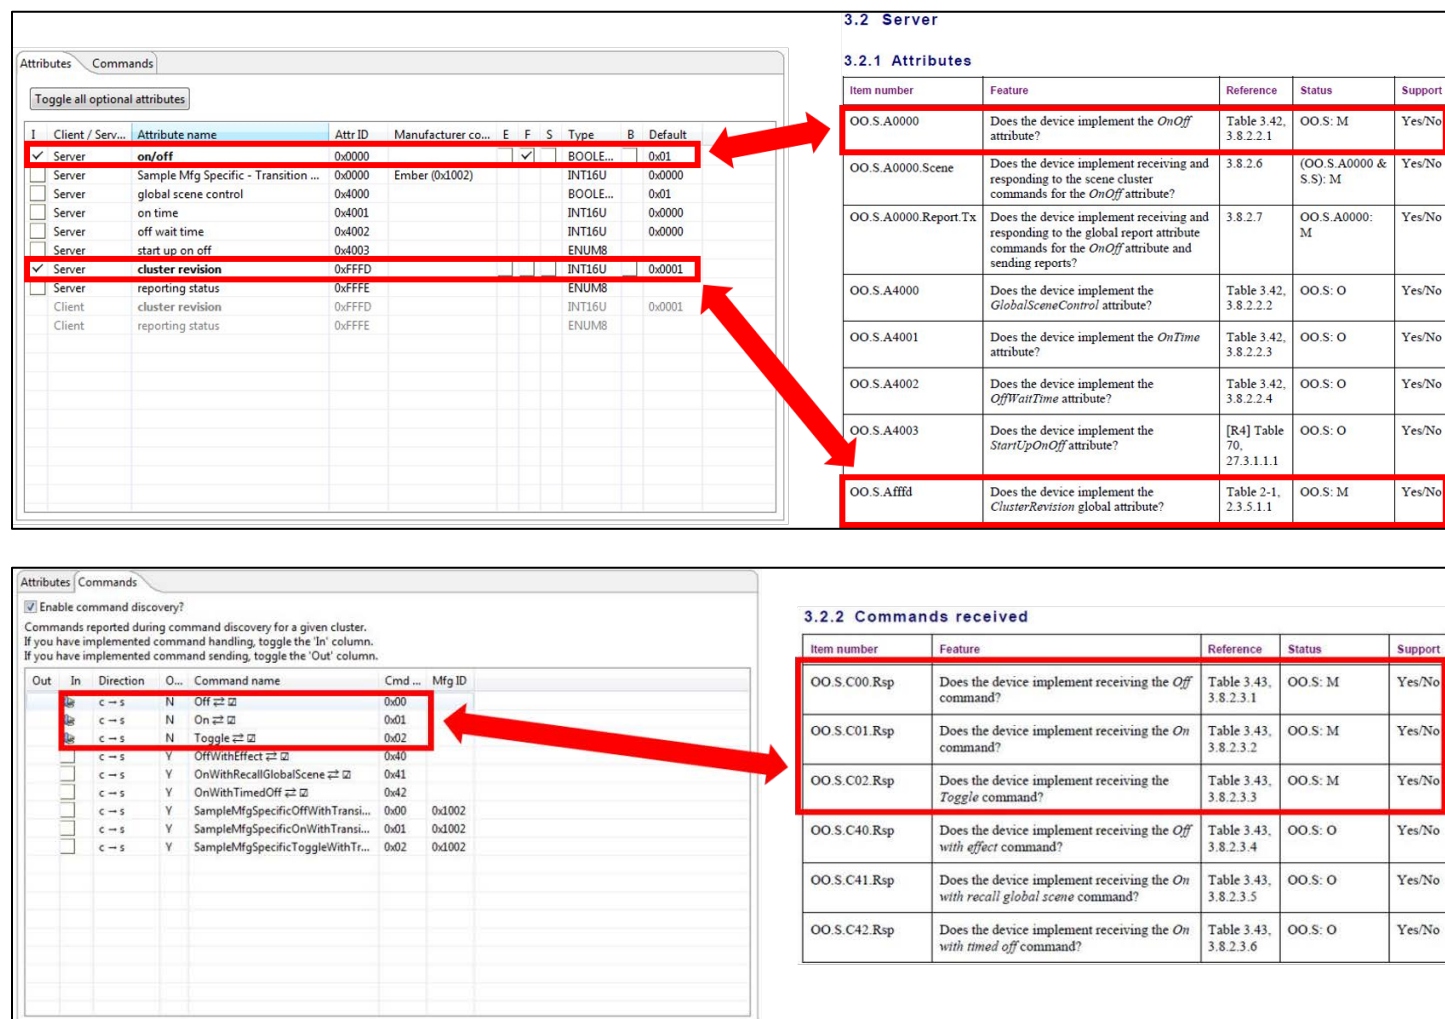 3.2 Server
3.2.1 Attributes
Attributes Commands
Toggle all optional attributes
I Client / Serv... Attribute name Attr ID Manufacturer co... E F S Type B Default
Server on/off 0x0000 BOOLE... 0x01
Server Sample Mfg Specific - Transition ... 0x0000 Ember (0x1002) INT16U 0x0000
Server global scene control 0x4000 BOOLE... 0x01
Server on time 0x4001 INT16U 0x0000
Server off wait time 0x4002 INT16U 0x0000
Server start up on off 0x4003 ENUM8
Server cluster revision 0xFFFD INT16U 0x0001
Server reporting status 0xFFFE ENUM8
Client cluster revision 0xFFFD INT16U 0x0001
Client reporting status 0xFFFE ENUM8
Item number Feature Reference Status Support
OO.S.A0000 Does the device implement the OnOff Table 3.42, OO.S: M Yes/No
attribute? 3.8.2.2.1
OO.S.A0000.Scene Does the device implement receiving and 3.8.2.6 (OO.S.A0000 & Yes/No
responding to the scene cluster S.S): M
commands for the OnOff attribute?
OO.S.A0000.Report.Tx Does the device implement receiving and 3.8.2.7 OO.S.A0000: Yes/No
responding to the global report attribute M
commands for the OnOff attribute and
sending reports?
OO.S.A4000 Does the device implement the Table 3.42, OO.S: O Yes/No
GlobalSceneControl attribute? 3.8.2.2.2
OO.S.A4001 Does the device implement the OnTime Table 3.42, OO.S: O Yes/No
attribute? 3.8.2.2.3
OO.S.A4002 Does the device implement the Table 3.42, OO.S: O Yes/No
OffWaitTime attribute? 3.8.2.2.4
OO.S.A4003 Does the device implement the [R4] Table OO.S: O Yes/No
StartUpOnOff attribute? 70,
27.3.1.1.1
OO.S.Afffd Does the device implement the Table 2-1, OO.S: M Yes/No
ClusterRevision global attribute? 2.3.5.1.1
Attributes Commands
Enable command discovery?
Commands reported during command discovery for a given cluster.
If you have implemented command handling, toggle the 'In' column.
If you have implemented command sending, toggle the 'Out' column.
Out In Direction O... Command name Cmd ... Mfg ID
c → s N Off ⇄ ☑ 0x00
c → s N On ⇄ ☑ 0x01
c → s N Toggle ⇄ ☑ 0x02
c → s Y OffWithEffect ⇄ ☑ 0x40
c → s Y OnWithRecallGlobalScene ⇄ ☑ 0x41
c → s Y OnWithTimedOff ⇄ ☑ 0x42
c → s Y SampleMfgSpecificOffWithTransi... 0x00 0x1002
c → s Y SampleMfgSpecificOnWithTransi... 0x01 0x1002
c → s Y SampleMfgSpecificToggleWithTr... 0x02 0x1002
3.2.2 Commands received
Item number Feature Reference Status Support
OO.S.C00.Rsp Does the device implement receiving the Off Table 3.43, OO.S: M Yes/No
command? 3.8.2.3.1
OO.S.C01.Rsp Does the device implement receiving the On Table 3.43, OO.S: M Yes/No
command? 3.8.2.3.2
OO.S.C02.Rsp Does the device implement receiving the Table 3.43, OO.S: M Yes/No
Toggle command? 3.8.2.3.3
OO.S.C40.Rsp Does the device implement receiving the Off Table 3.43, OO.S: O Yes/No
with effect command? 3.8.2.3.4
OO.S.C41.Rsp Does the device implement receiving the On Table 3.43, OO.S: O Yes/No
with recall global scene command? 3.8.2.3.5
OO.S.C42.Rsp Does the device implement receiving the On Table 3.43, OO.S: O Yes/No
with timed off command? 3.8.2.3.6